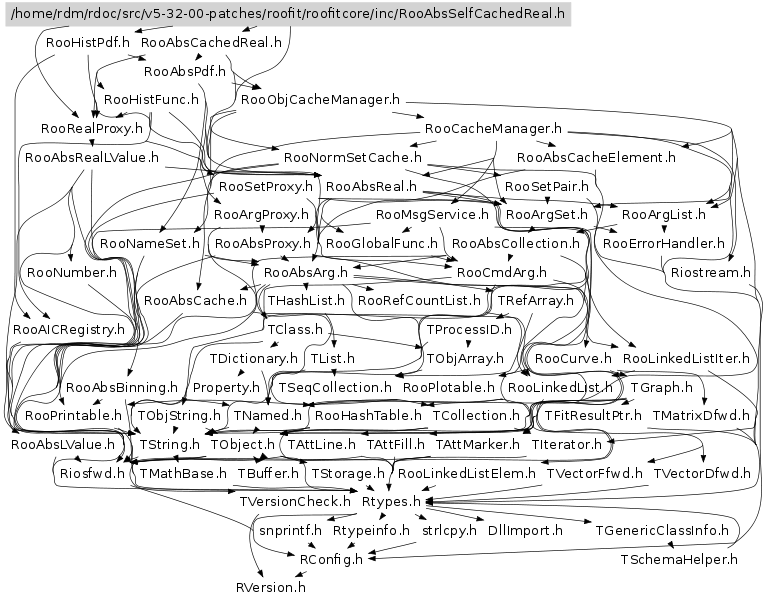 /home/rdm/rdoc/src/v5-32-00-patches/roofit/roofitcore/inc/RooAbsSelfCachedReal.h
RooHistPdf.h RooAbsCachedReal.h
RooAbsPdf.h
RooHistFunc.h RooObjCacheManager.h
RooRealProxy.h RooCacheManager.h
RooAbsRealLValue.h RooNormSetCache.h RooAbsCacheElement.h
RooSetProxy.h RooAbsReal.h RooSetPair.h
RooArgProxy.h RooMsgService.h RooArgSet.h RooArgList.h
RooNameSet.h RooAbsProxy.h RooGlobalFunc.h RooAbsCollection.h RooErrorHandler.h
RooNumber.h RooAbsArg.h RooCmdArg.h Riostream.h
RooAbsCache.h THashList.h RooRefCountList.h TRefArray.h
RooAICRegistry.h TClass.h TProcessID.h
TDictionary.h TList.h TObjArray.h RooCurve.h RooLinkedListIter.h
RooAbsBinning.h Property.h TSeqCollection.h RooPlotable.h RooLinkedList.h TGraph.h
RooPrintable.h TObjString.h TNamed.h RooHashTable.h TCollection.h TFitResultPtr.h TMatrixDfwd.h
RooAbsLValue.h TString.h TObject.h TAttLine.h TAttFill.h TAttMarker.h TIterator.h
Riosfwd.h TMathBase.h TBuffer.h TStorage.h RooLinkedListElem.h TVectorFfwd.h TVectorDfwd.h
TVersionCheck.h Rtypes.h
snprintf.h Rtypeinfo.h strlcpy.h DllImport.h TGenericClassInfo.h
RConfig.h TSchemaHelper.h
RVersion.h